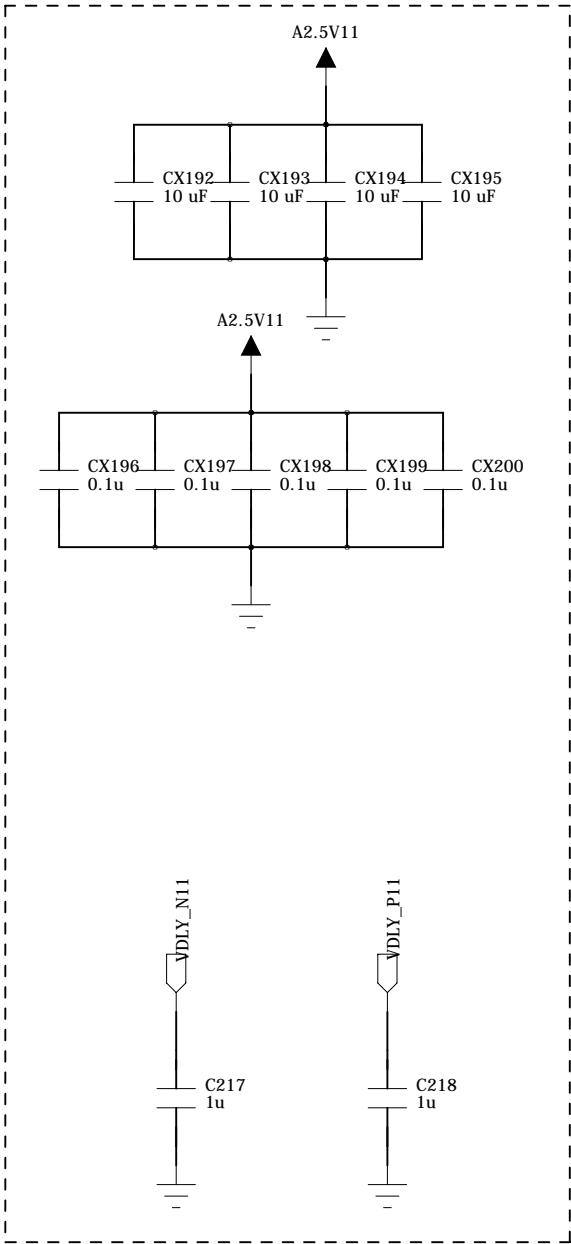 A2.5V11
CX192 CX193 CX194 CX195
10 uF 10 uF 10 uF 10 uF
A2.5V11
CX196 CX197 CX198 CX199 CX200
0.1u 0.1u 0.1u 0.1u 0.1u
VDLY_N11 VDLY_P11
C217 C218
1u 1u